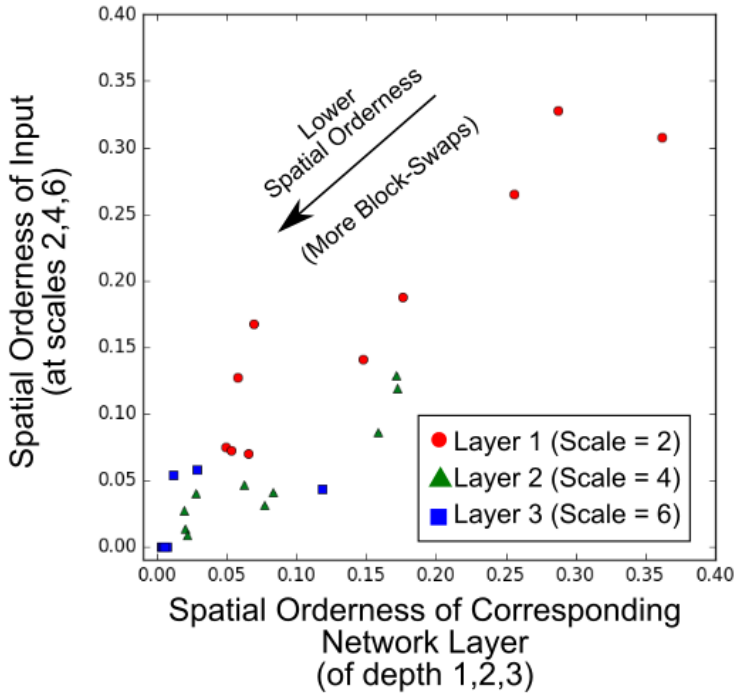 0.40
0.35
0.30
0.25
0.20
0.15
0.10
0.05
0.00
Spatial Orderness of Input
(at scales 2,4,6)
Lower
Spatial Orderness
(More Block-Swaps)
Layer 1 (Scale = 2)
Layer 2 (Scale = 4)
Layer 3 (Scale = 6)
0.00 0.05 0.10 0.15 0.20 0.25 0.30 0.35 0.40
Spatial Orderness of Corresponding
Network Layer
(of depth 1,2,3)